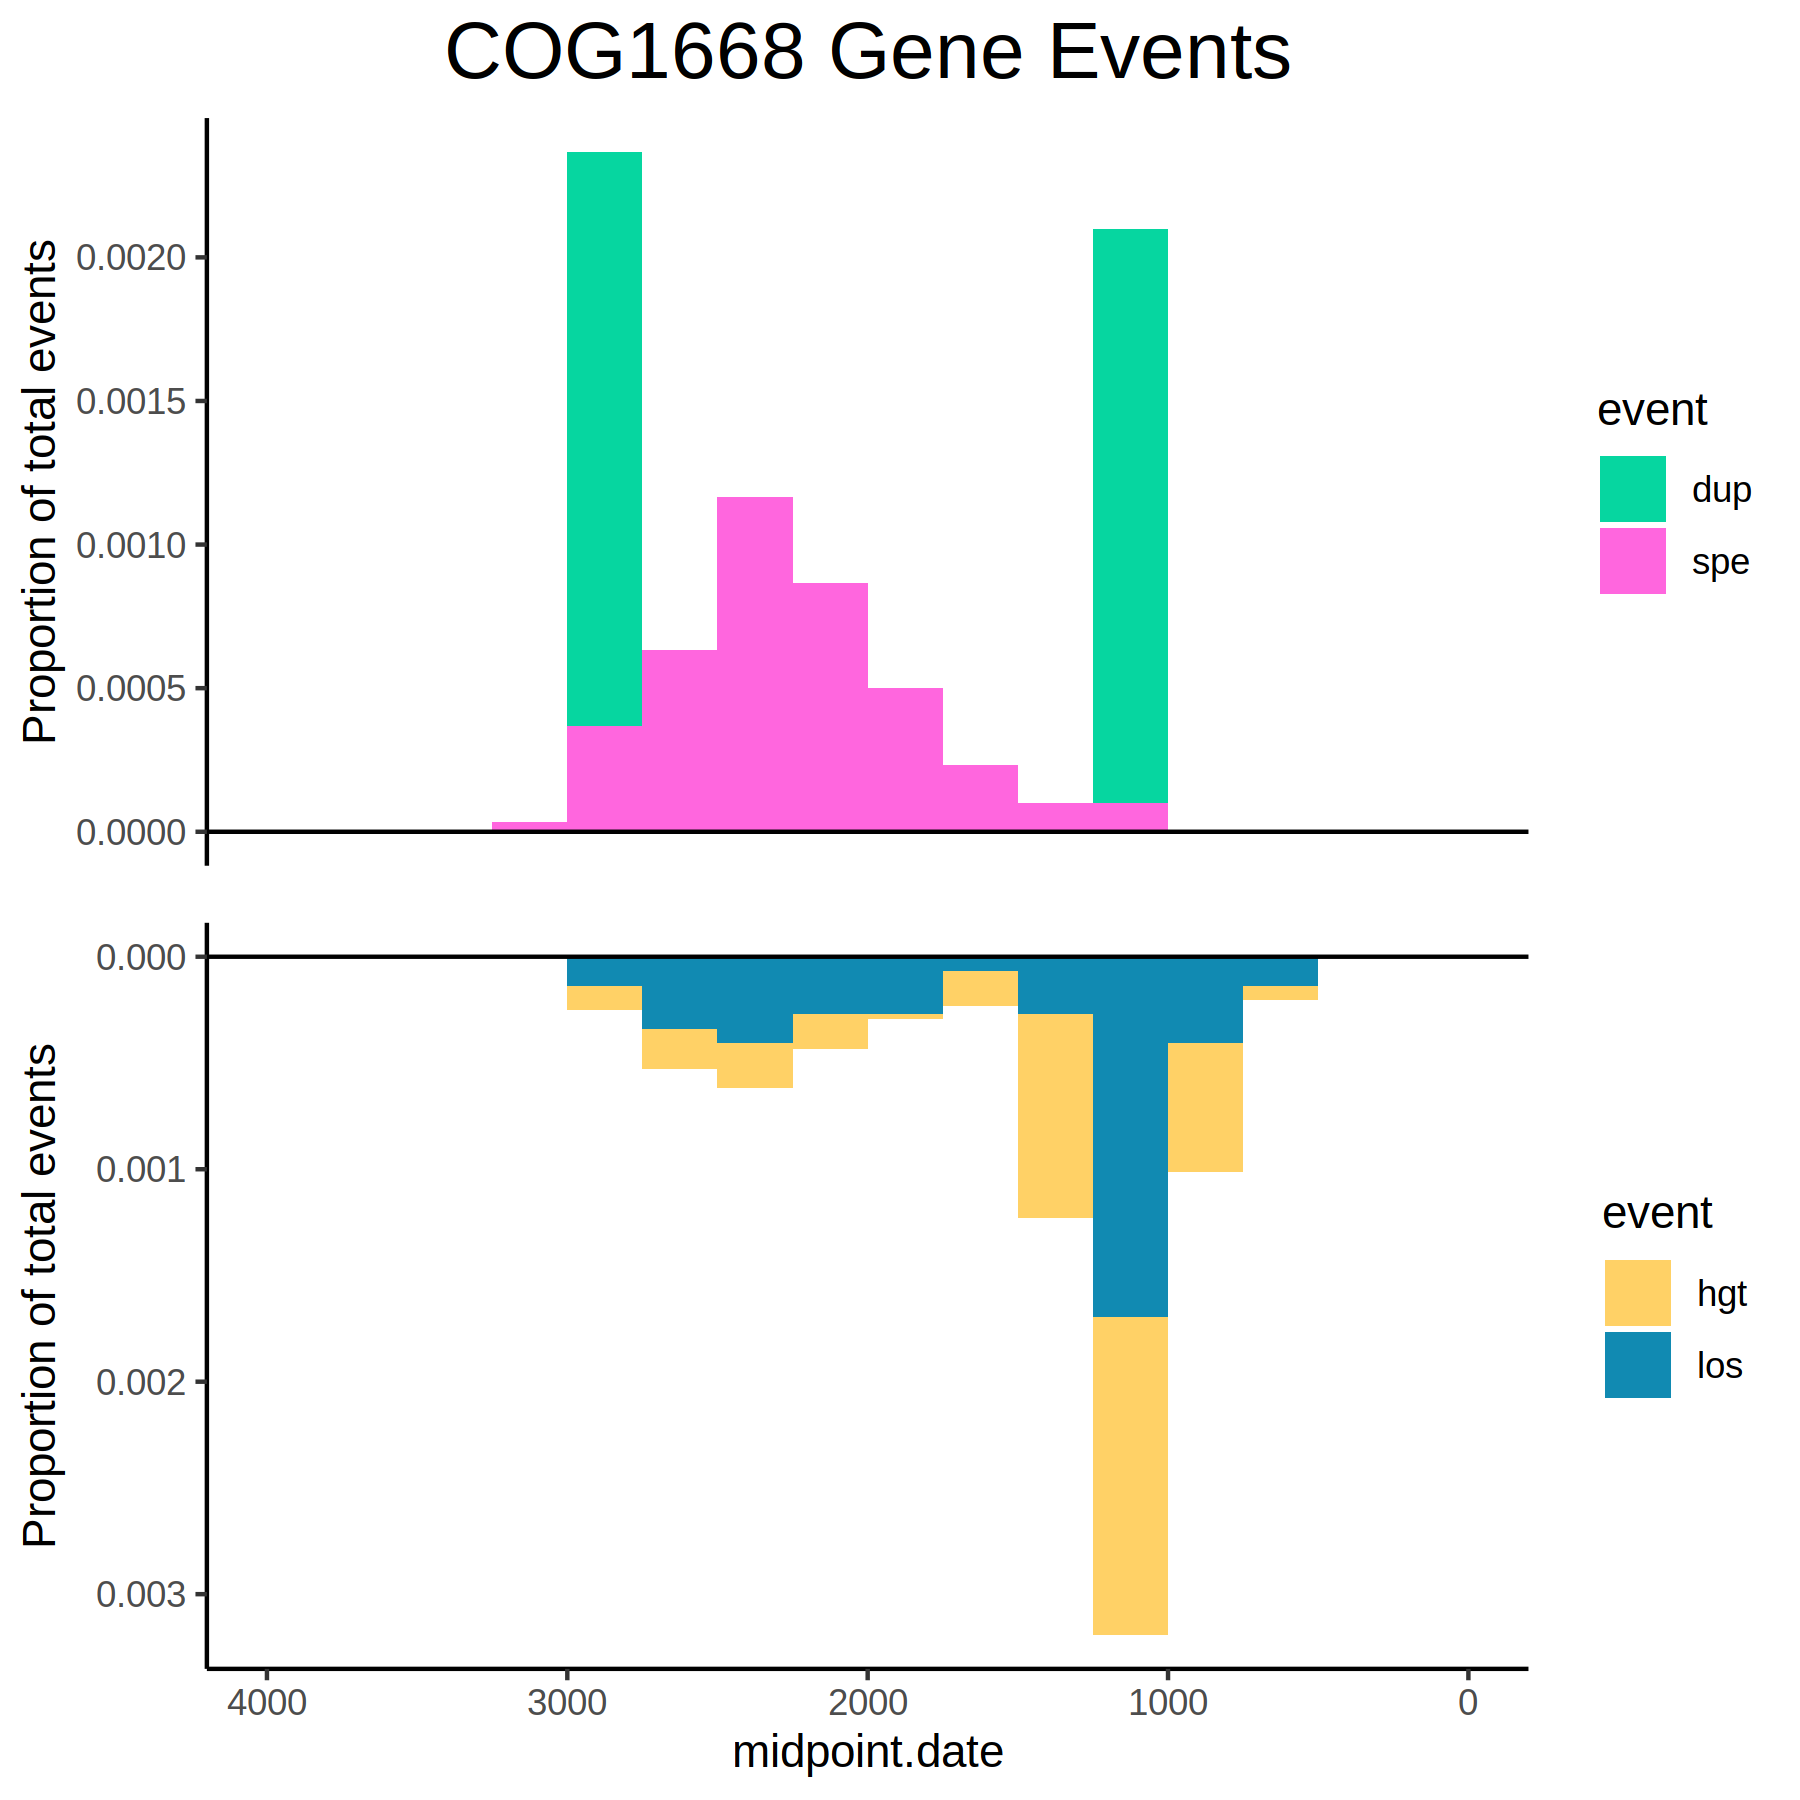 COG1668 Gene Events
Proportion of total events
0.0020
0.0015
0.0010
0.0005
0.0000
event
dup
spe
Proportion of total events
0.000
0.001
0.002
0.003
event
hgt
los
4000 3000 2000 1000 0
midpoint.date